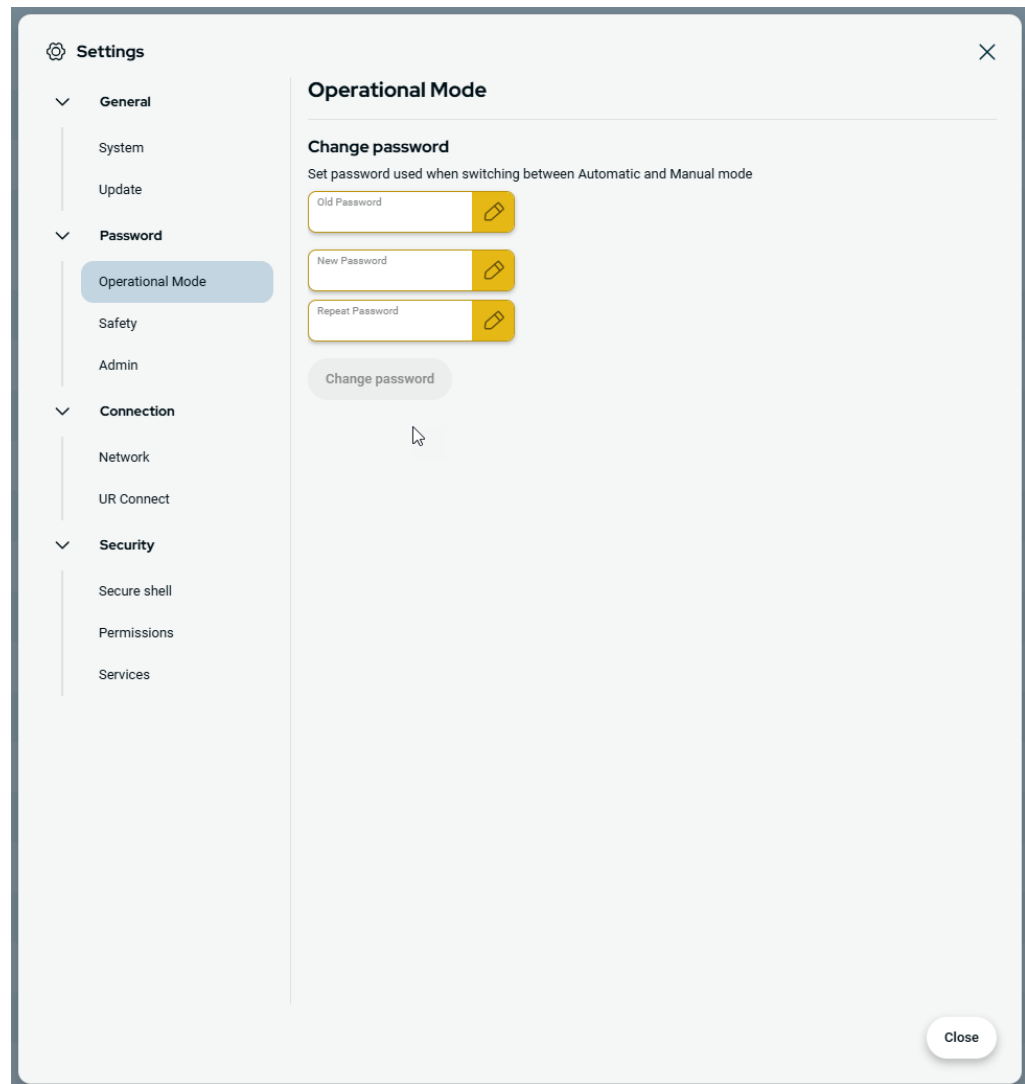 Settings
General
System
Update
Password
Operational Mode
Safety
Admin
Connection
Network
UR Connect
Security
Secure shell
Permissions
Services
Operational Mode
Change password
Set password used when switching between Automatic and Manual mode
Old Password
New Password
Repeat Password
Change password
Close